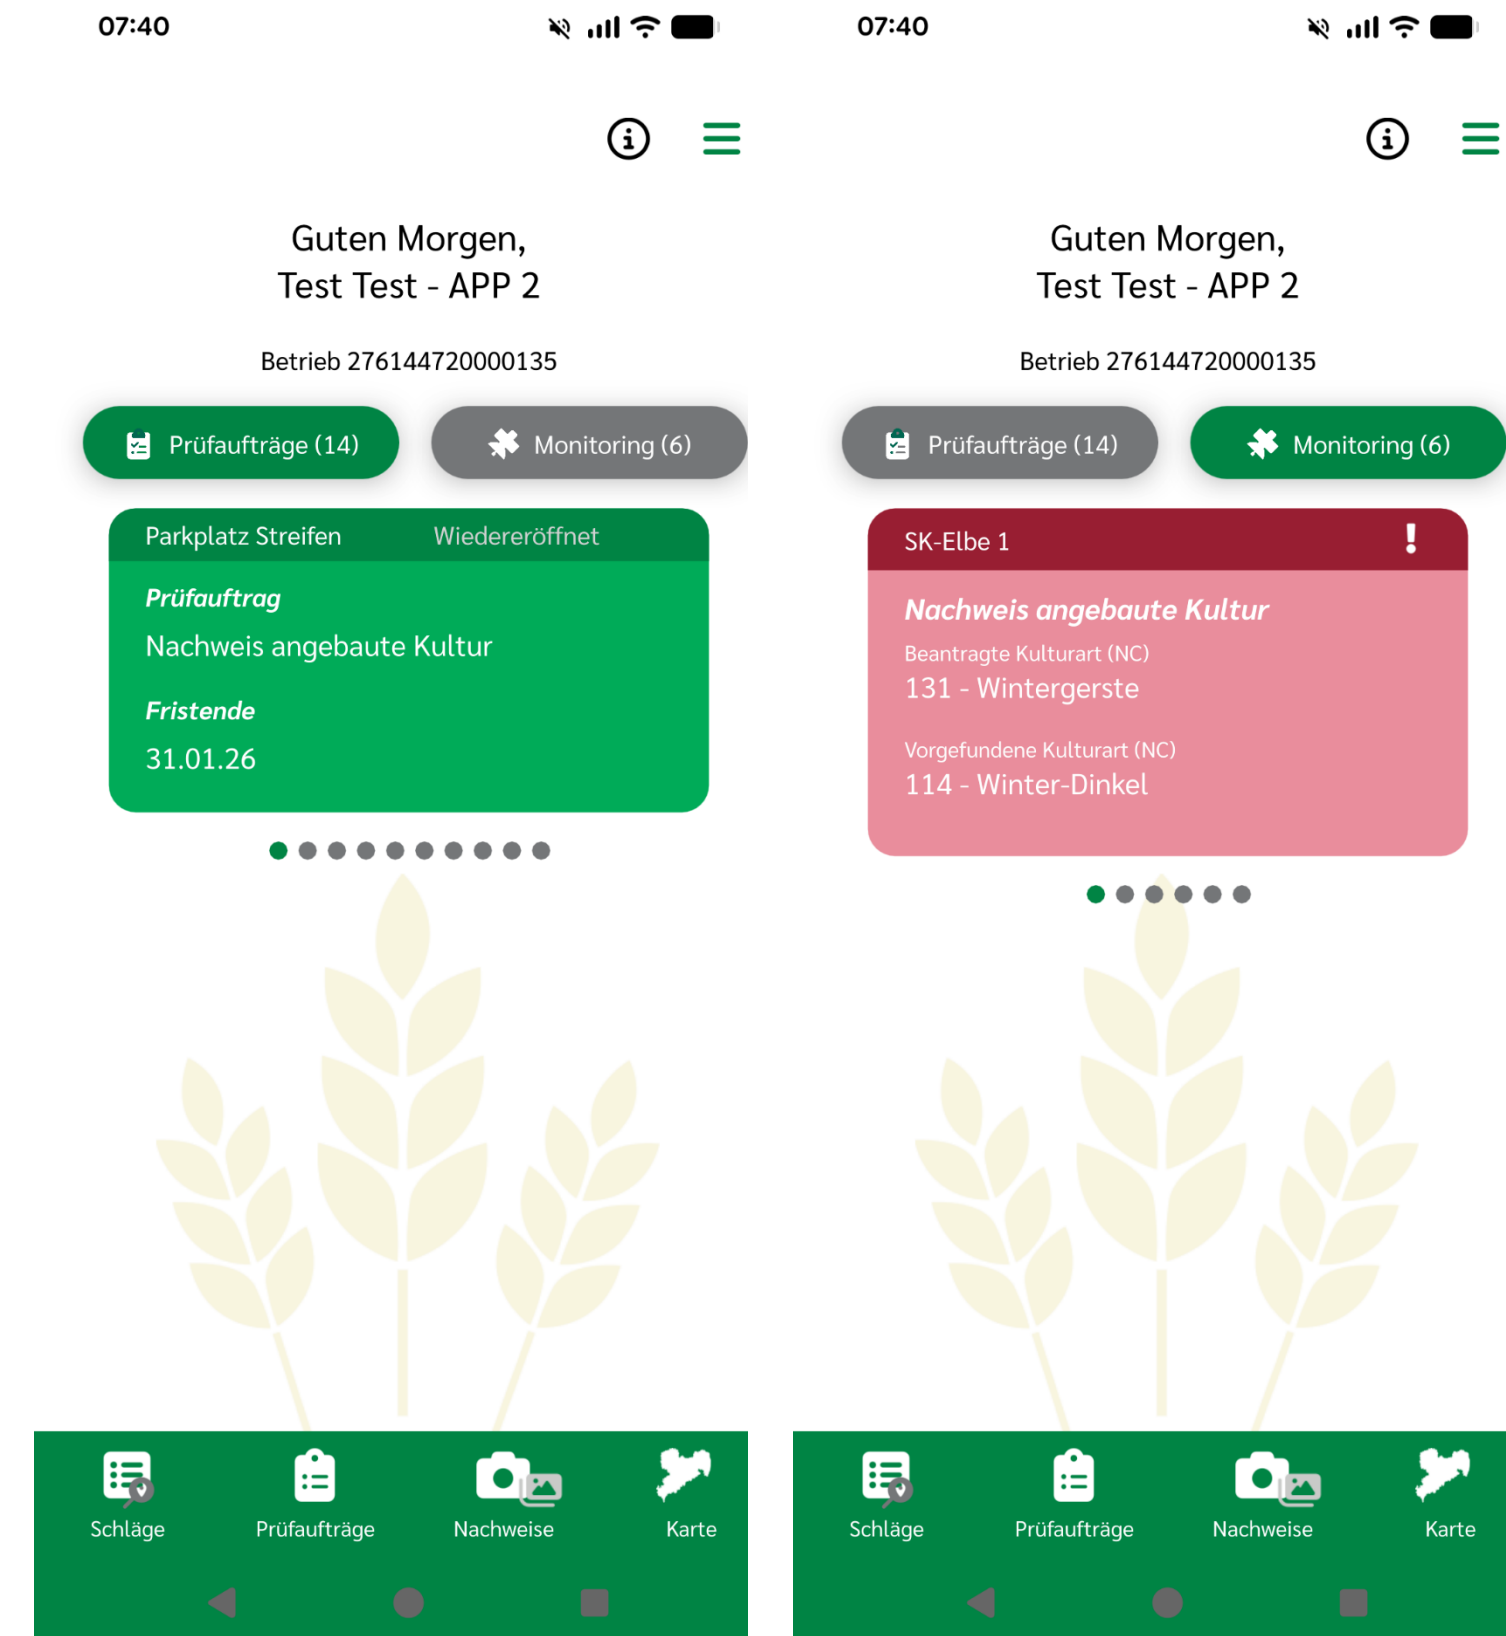 07:40
Guten Morgen,
Test Test - APP 2
Betrieb 276144720000135
Prüfaufträge (14)
Monitoring (6)
Parkplatz Streifen
Wiedereröffnet
Prüfauftrag
Nachweis angebaute Kultur
Fristende
31.01.26
Schläge
Prüfaufträge
Nachweise
Karte
07:40
Guten Morgen,
Test Test - APP 2
Betrieb 276144720000135
Prüfaufträge (14)
Monitoring (6)
SK-Elbe 1
!
Nachweis angebaute Kultur
Beantragte Kulturart (NC)
131 - Wintergerste
Vorgefundene Kulturart (NC)
114 - Winter-Dinkel
Schläge
Prüfaufträge
Nachweise
Karte